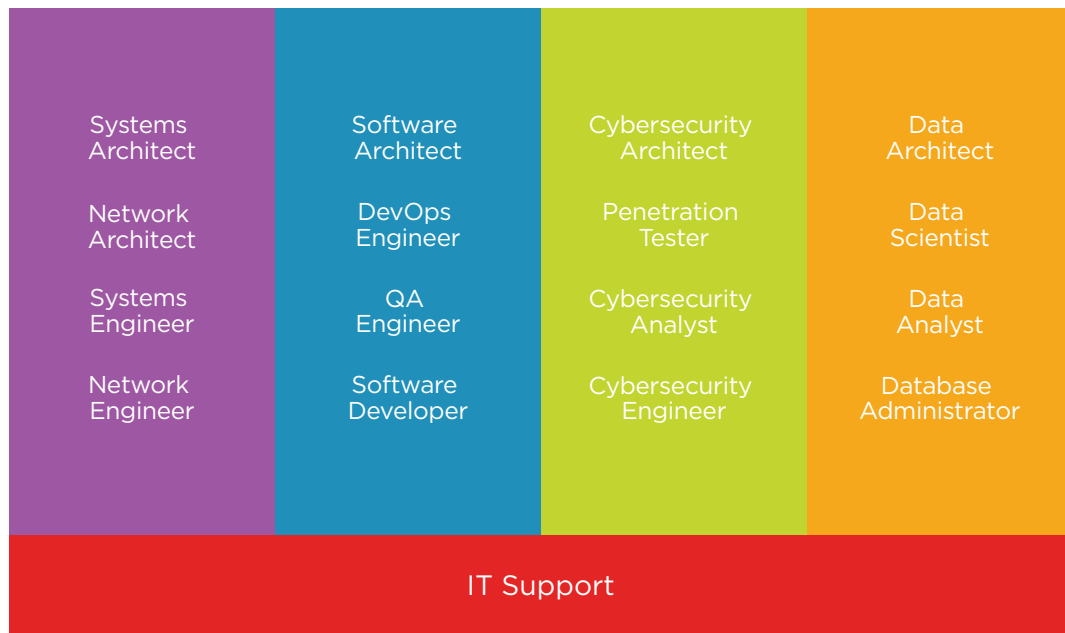 Systems
Architect
Network
Architect
Systems
Engineer
Network
Engineer
Software
Architect
DevOps
Engineer
QA
Engineer
Software
Developer
Cybersecurity
Architect
Penetration
Tester
Cybersecurity
Analyst
Cybersecurity
Engineer
Data
Architect
Data
Scientist
Data
Analyst
Database
Administrator
IT Support